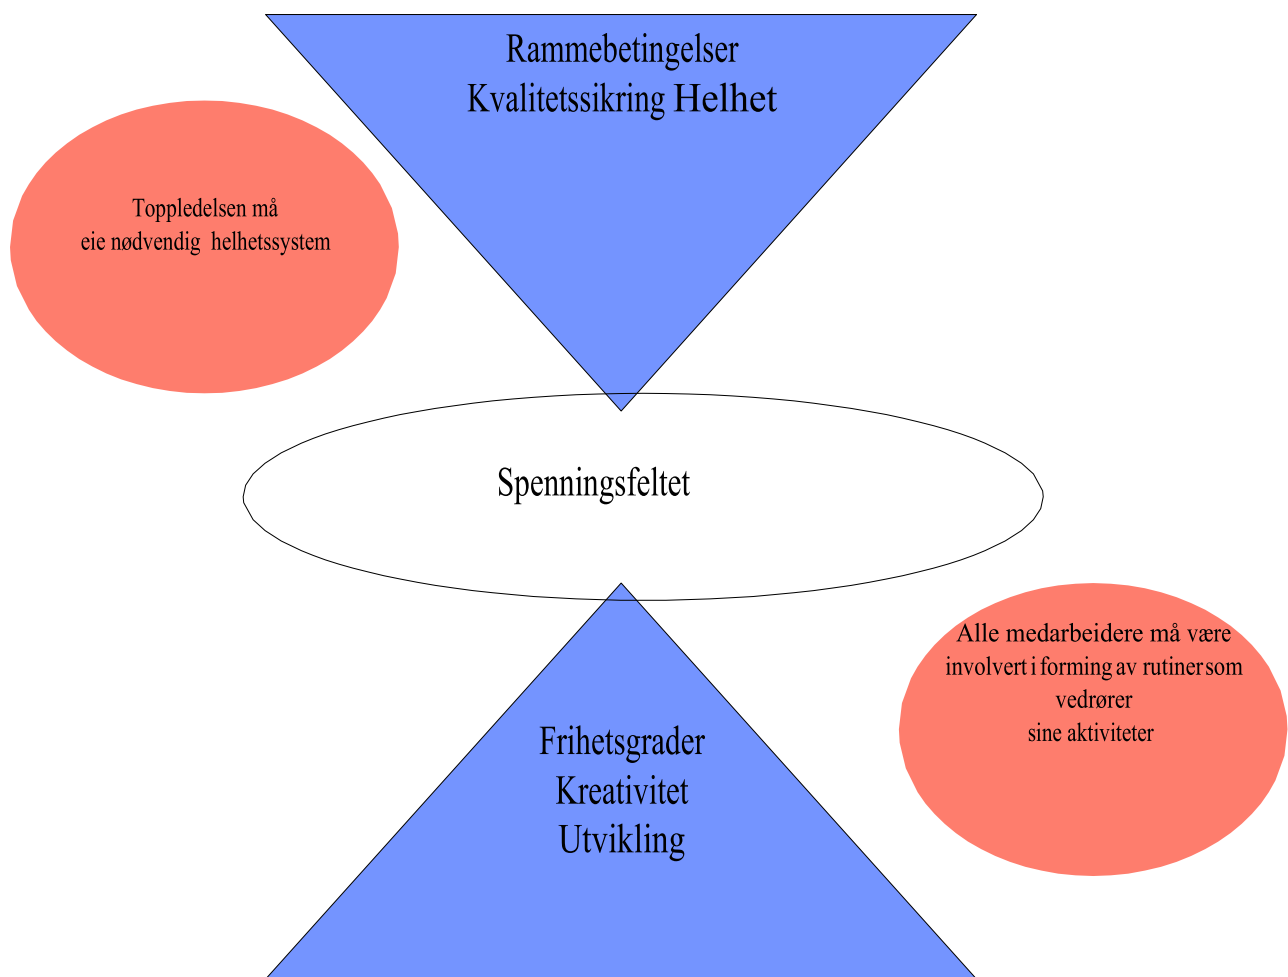 Rammebetingelser
Kvalitetssikring Helhet
Toppledelsen må
eie nødvendig helhetssystem
Spenningsfeltet
Alle medarbeidere må være
involvert i forming av rutiner som
vedrører
sine aktiviteter
Frihetsgrader
Kreativitet
Utvikling